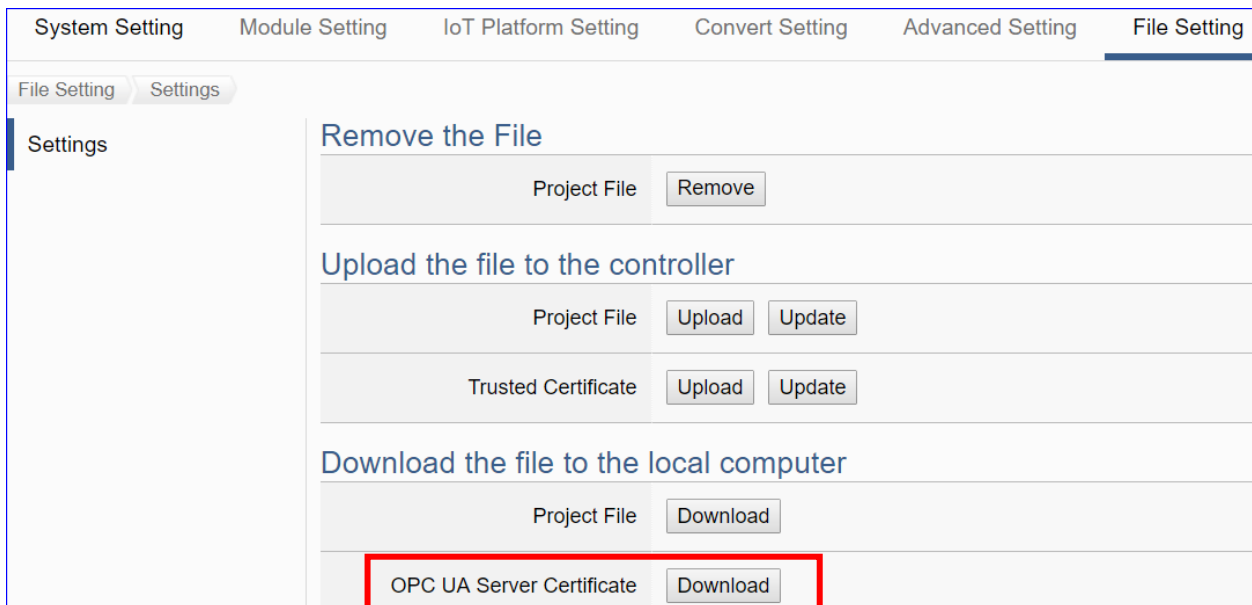 System Setting Module Setting IoT Platform Setting Convert Setting Advanced Setting File Setting
File Setting Settings
Settings
Remove the File
Project File Remove
Upload the file to the controller
Project File Upload Update
Trusted Certificate Upload Update
Download the file to the local computer
Project File Download
OPC UA Server Certificate Download